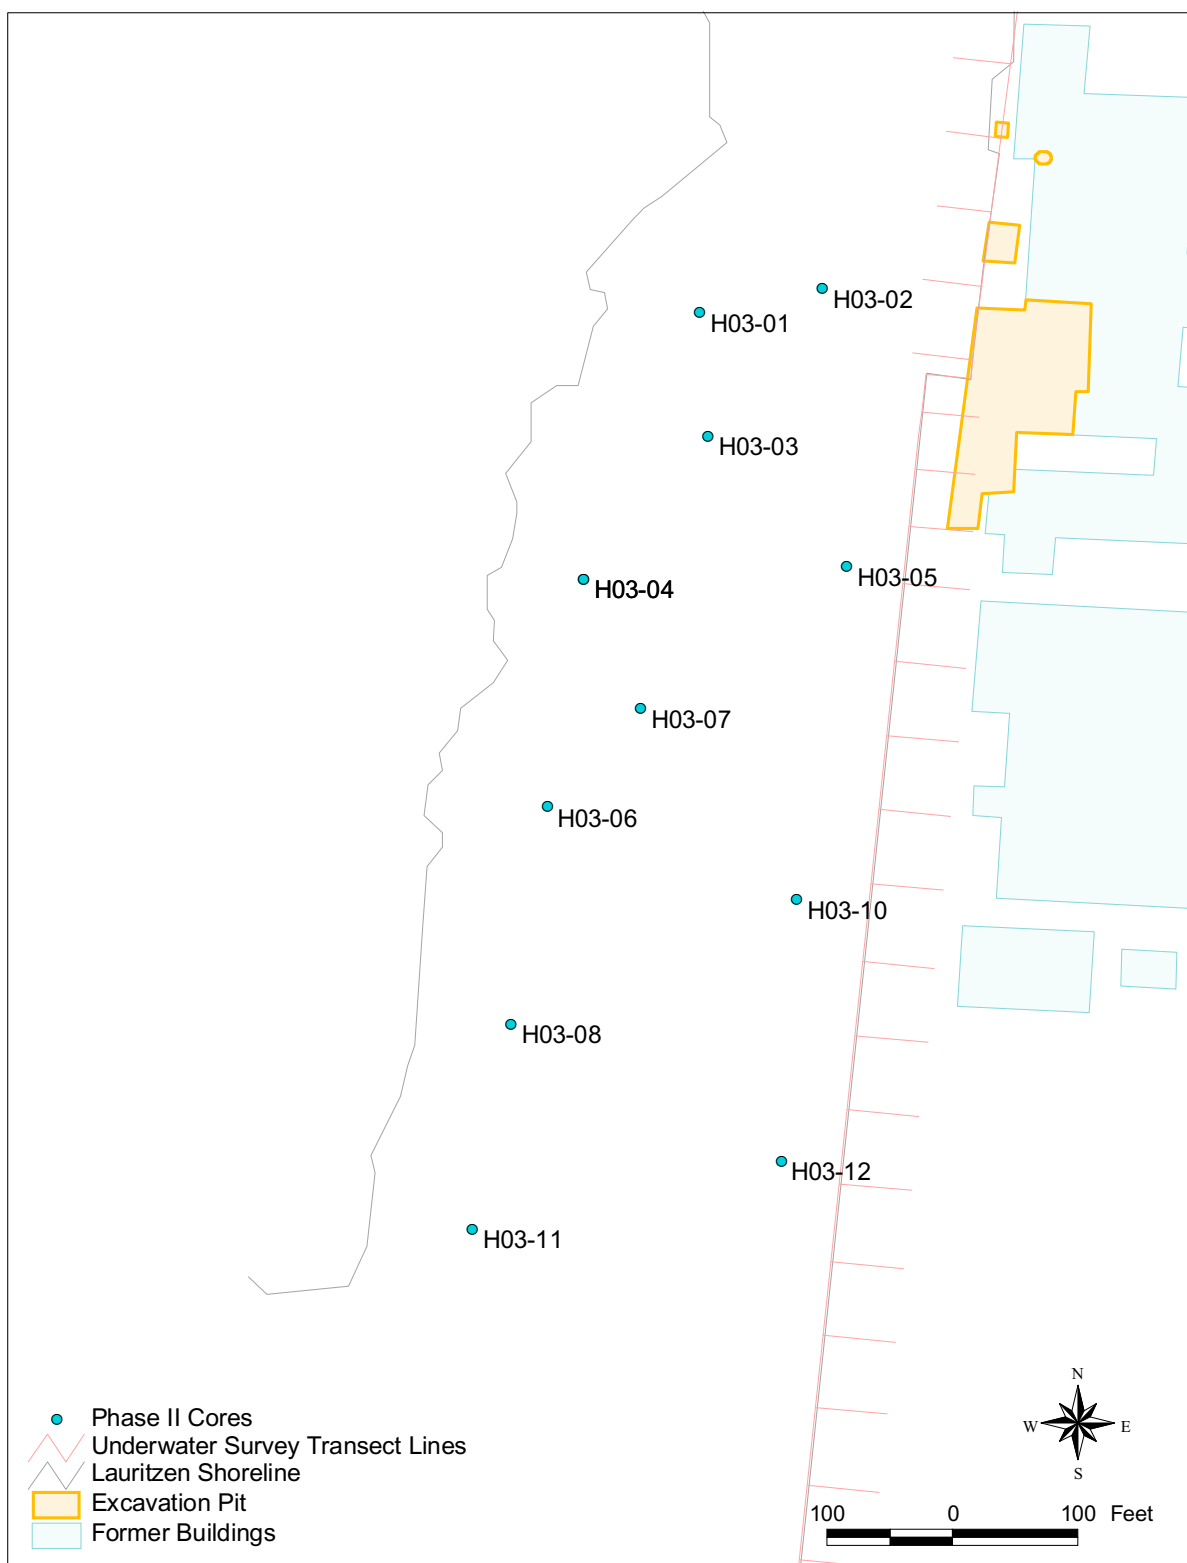 H03-02
H03-01
H03-03
H03-05
H03-04
H03-07
H03-06
H03-10
H03-08
H03-12
H03-11
N
W E
S
Phase II Cores
Underwater Survey Transect Lines
Lauritzen Shoreline
Excavation Pit
Former Buildings
100 0 100 Feet